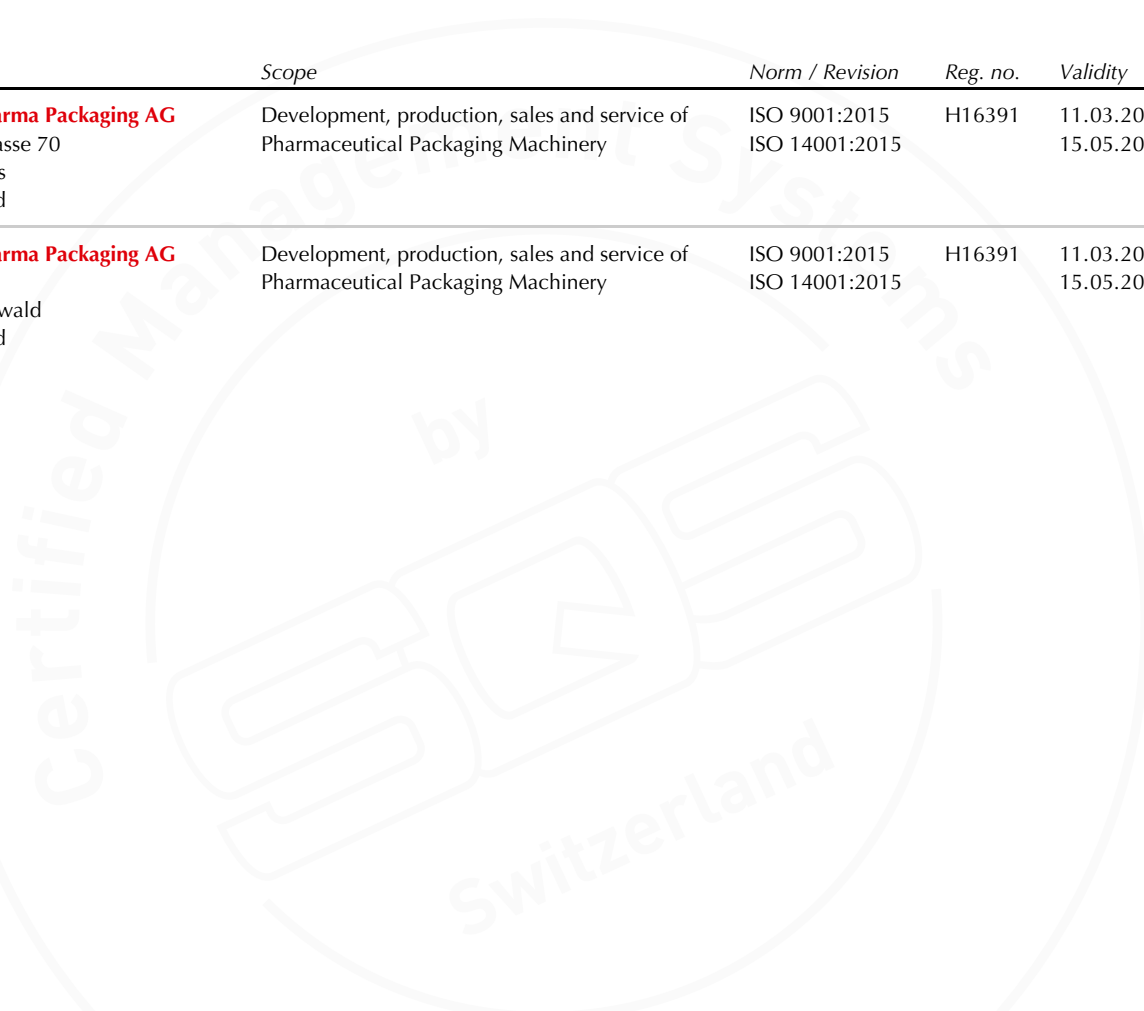 Scope Norm / Revision Reg. no. Validity
arma Packaging AG Development, production, sales and service of ISO 9001:2015 H16391 11.03.20
asse 70 Pharmaceutical Packaging Machinery ISO 14001:2015 15.05.20
s
d
arma Packaging AG Development, production, sales and service of ISO 9001:2015 H16391 11.03.20
Pharmaceutical Packaging Machinery ISO 14001:2015 15.05.20
wald
d
Certified Management Systems
by
SQS
Switzerland